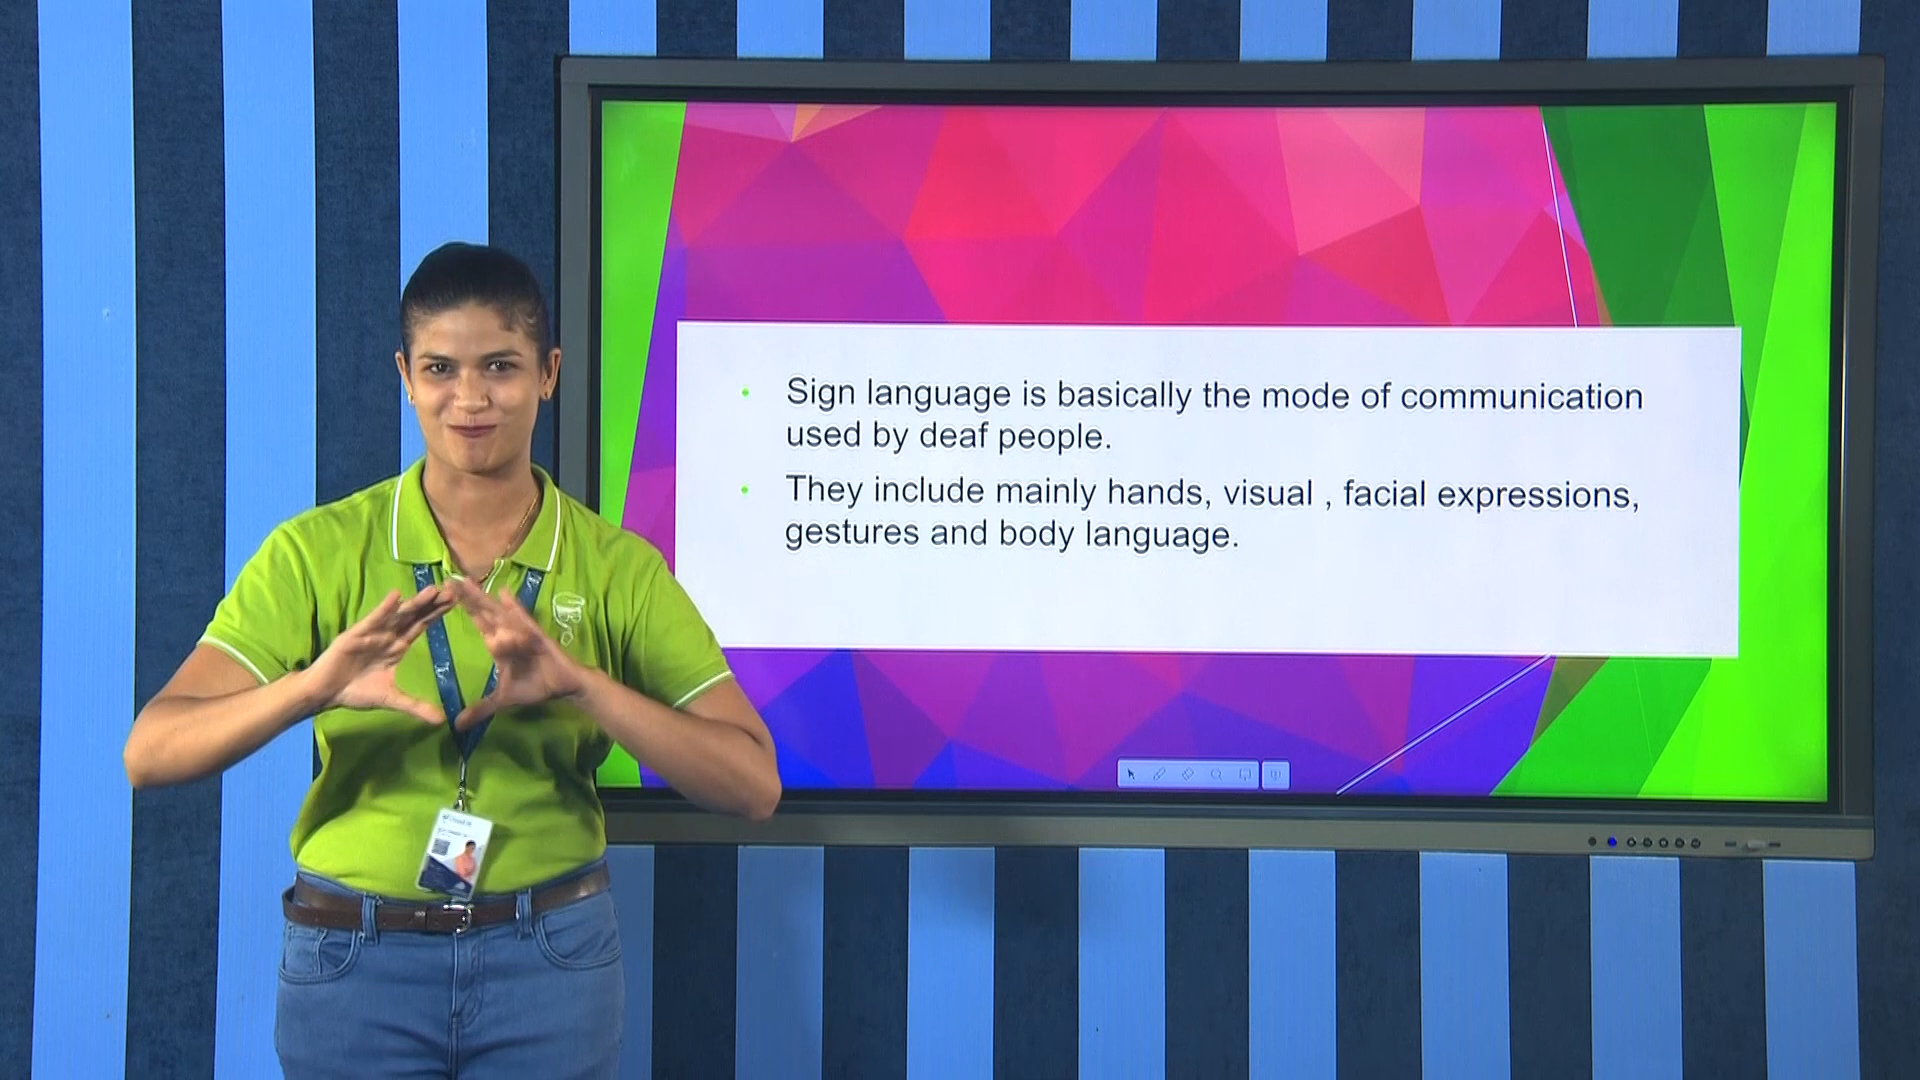 Sign language is basically the mode of communication
used by deaf people.
They include mainly hands, visual , facial expressions,
gestures and body language.